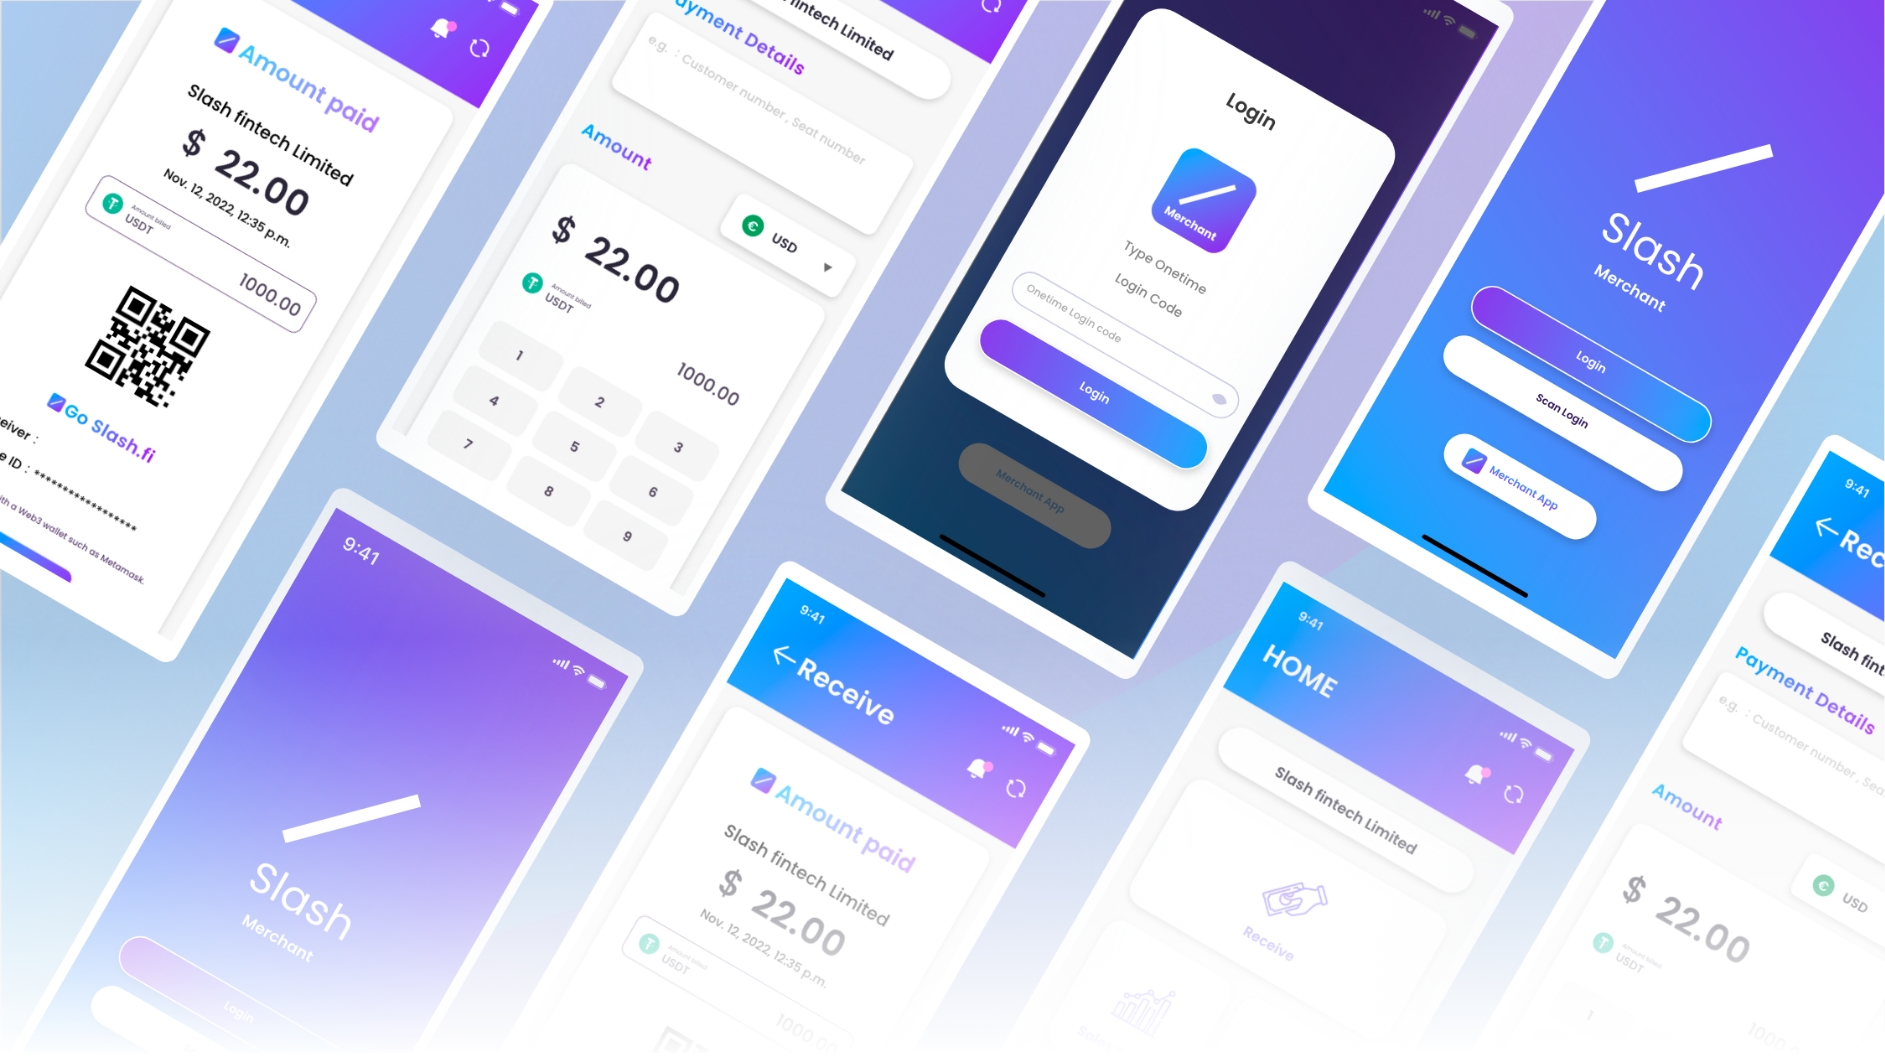 Amount paid
Slash fintech Limited
$ 22.00
Nov. 12, 2022, 12:35 p.m.
Amount billed
USDT
1000.00
Go Slash.fi
eiver :
e ID : ******************
ith a Web3 wallet such as Metamask.
fintech Limited
ayment Details
e.g. : Customer number , Seat number
Amount
USD
$ 22.00
Amount billed
USDT
1000.00
1
2
3
4
5
6
7
8
9
Login
Merchant
Type Onetime
Login Code
Onetime Login code
Login
Merchant App
Slash
Merchant
Login
Scan Login
Merchant App
9:41
Slash
Merchant
Login
9:41
Receive
Amount paid
Slash fintech Limited
$ 22.00
Nov. 12, 2022, 12:35 p.m.
Amount billed
USDT
1000.00
9:41
HOME
Slash fintech Limited
Receive
9:41
Rec
Slash fint
Payment Details
e.g. : Customer number , Sea
Amount
USD
$ 22.00
Amount billed
USDT
1
1000.0